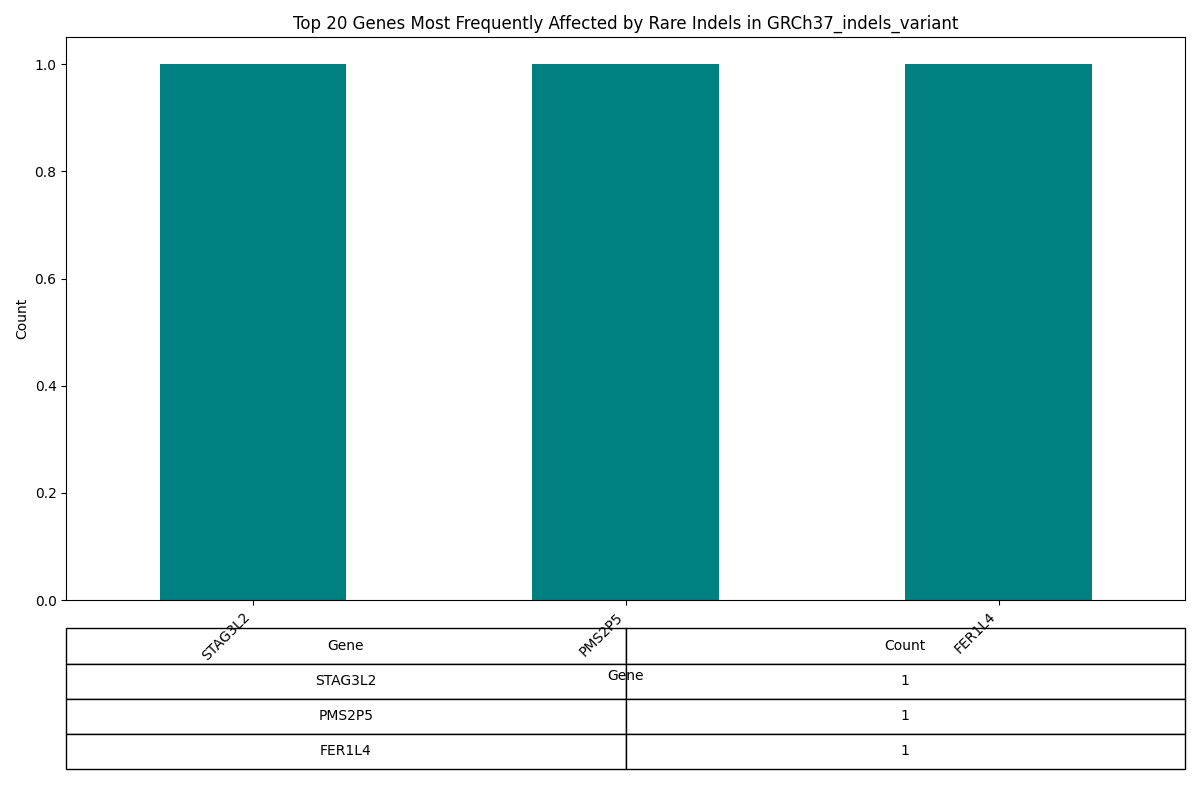 Top 20 Genes Most Frequently Affected by Rare Indels in GRCh37_indels_variant
1.0
0.8
0.6
0.4
0.2
0.0
Count
STAG3L2
PMS2P5
FER1L4
Gene
Gene Count
STAG3L2 1
PMS2P5 1
FER1L4 1